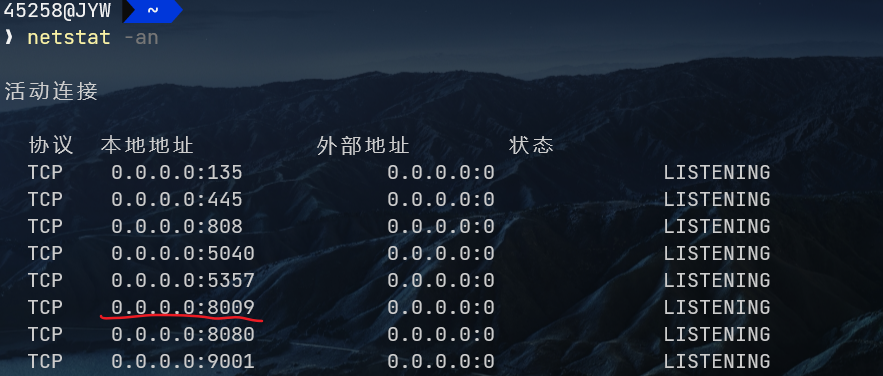 45258@JYW ~
❯ netstat -an
活动连接
协议 本地地址 外部地址 状态
TCP 0.0.0.0:135 0.0.0.0:0 LISTENING
TCP 0.0.0.0:445 0.0.0.0:0 LISTENING
TCP 0.0.0.0:808 0.0.0.0:0 LISTENING
TCP 0.0.0.0:5040 0.0.0.0:0 LISTENING
TCP 0.0.0.0:5357 0.0.0.0:0 LISTENING
TCP 0.0.0.0:8009 0.0.0.0:0 LISTENING
TCP 0.0.0.0:8080 0.0.0.0:0 LISTENING
TCP 0.0.0.0:9001 0.0.0.0:0 LISTENING